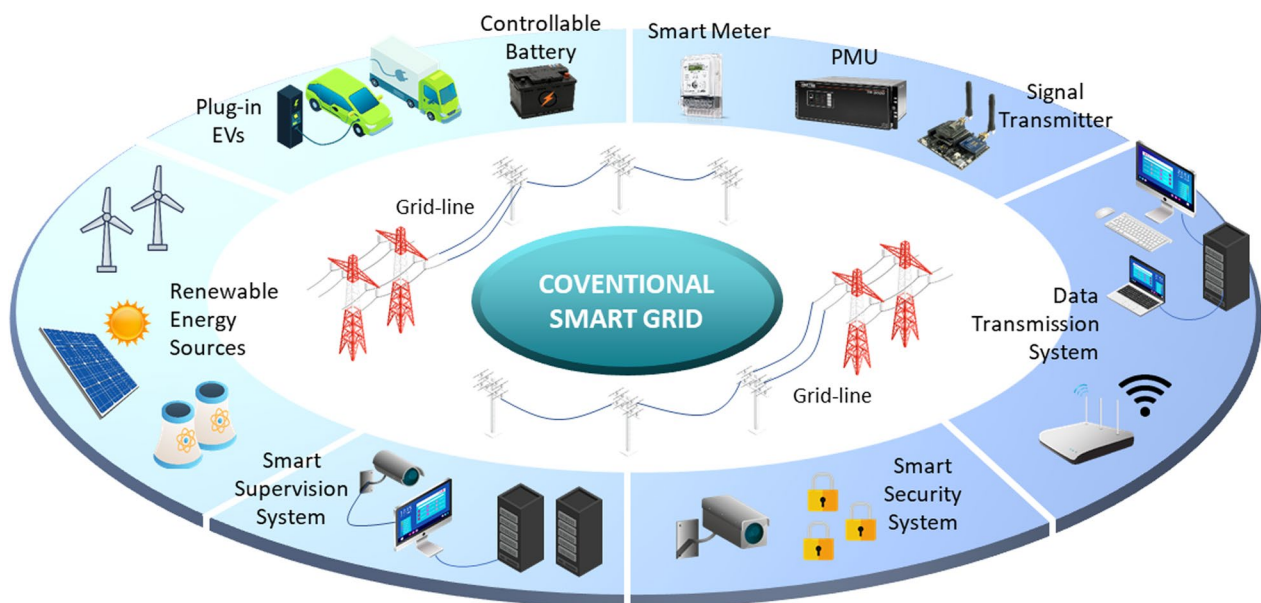 Controllable
Battery
Smart Meter
PMU
Signal
Transmitter
Plug-in
EVs
Grid-line
Renewable
Energy
Sources
COVENTIONAL
SMART GRID
Data
Transmission
System
Grid-line
Smart
Supervision
System
Smart
Security
System